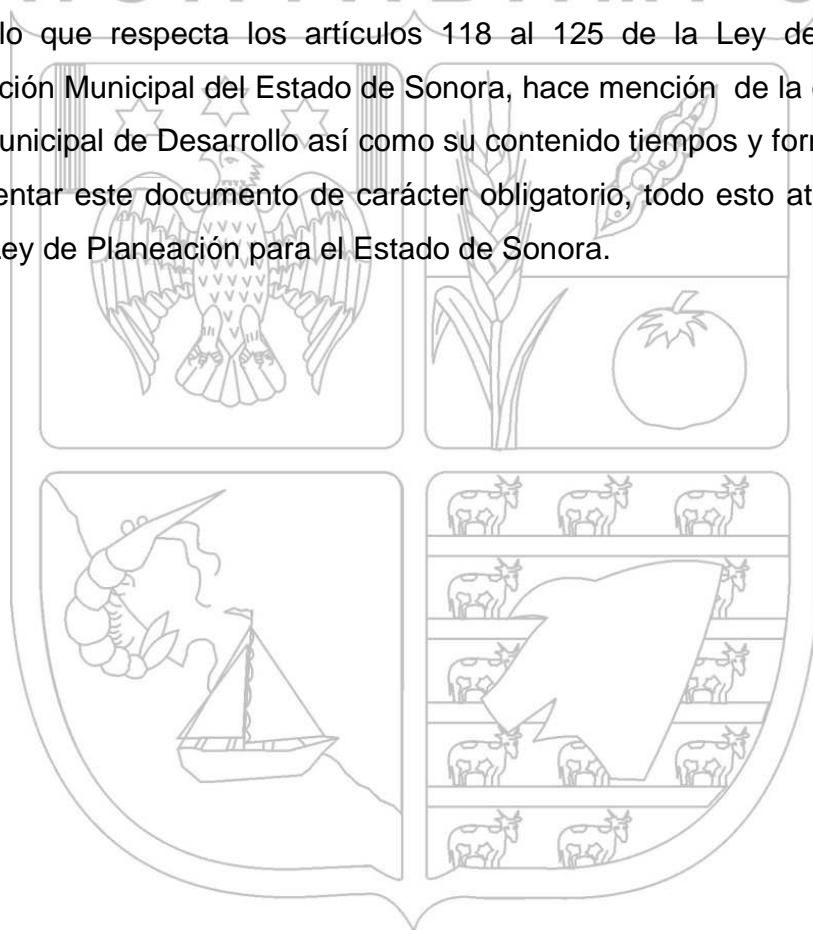 lo que respecta los artículos 118 al 125 de la Ley de
ción Municipal del Estado de Sonora, hace mención de la
unicipal de Desarrollo así como su contenido tiempos y for
entar este documento de carácter obligatorio, todo esto at
ey de Planeación para el Estado de Sonora.